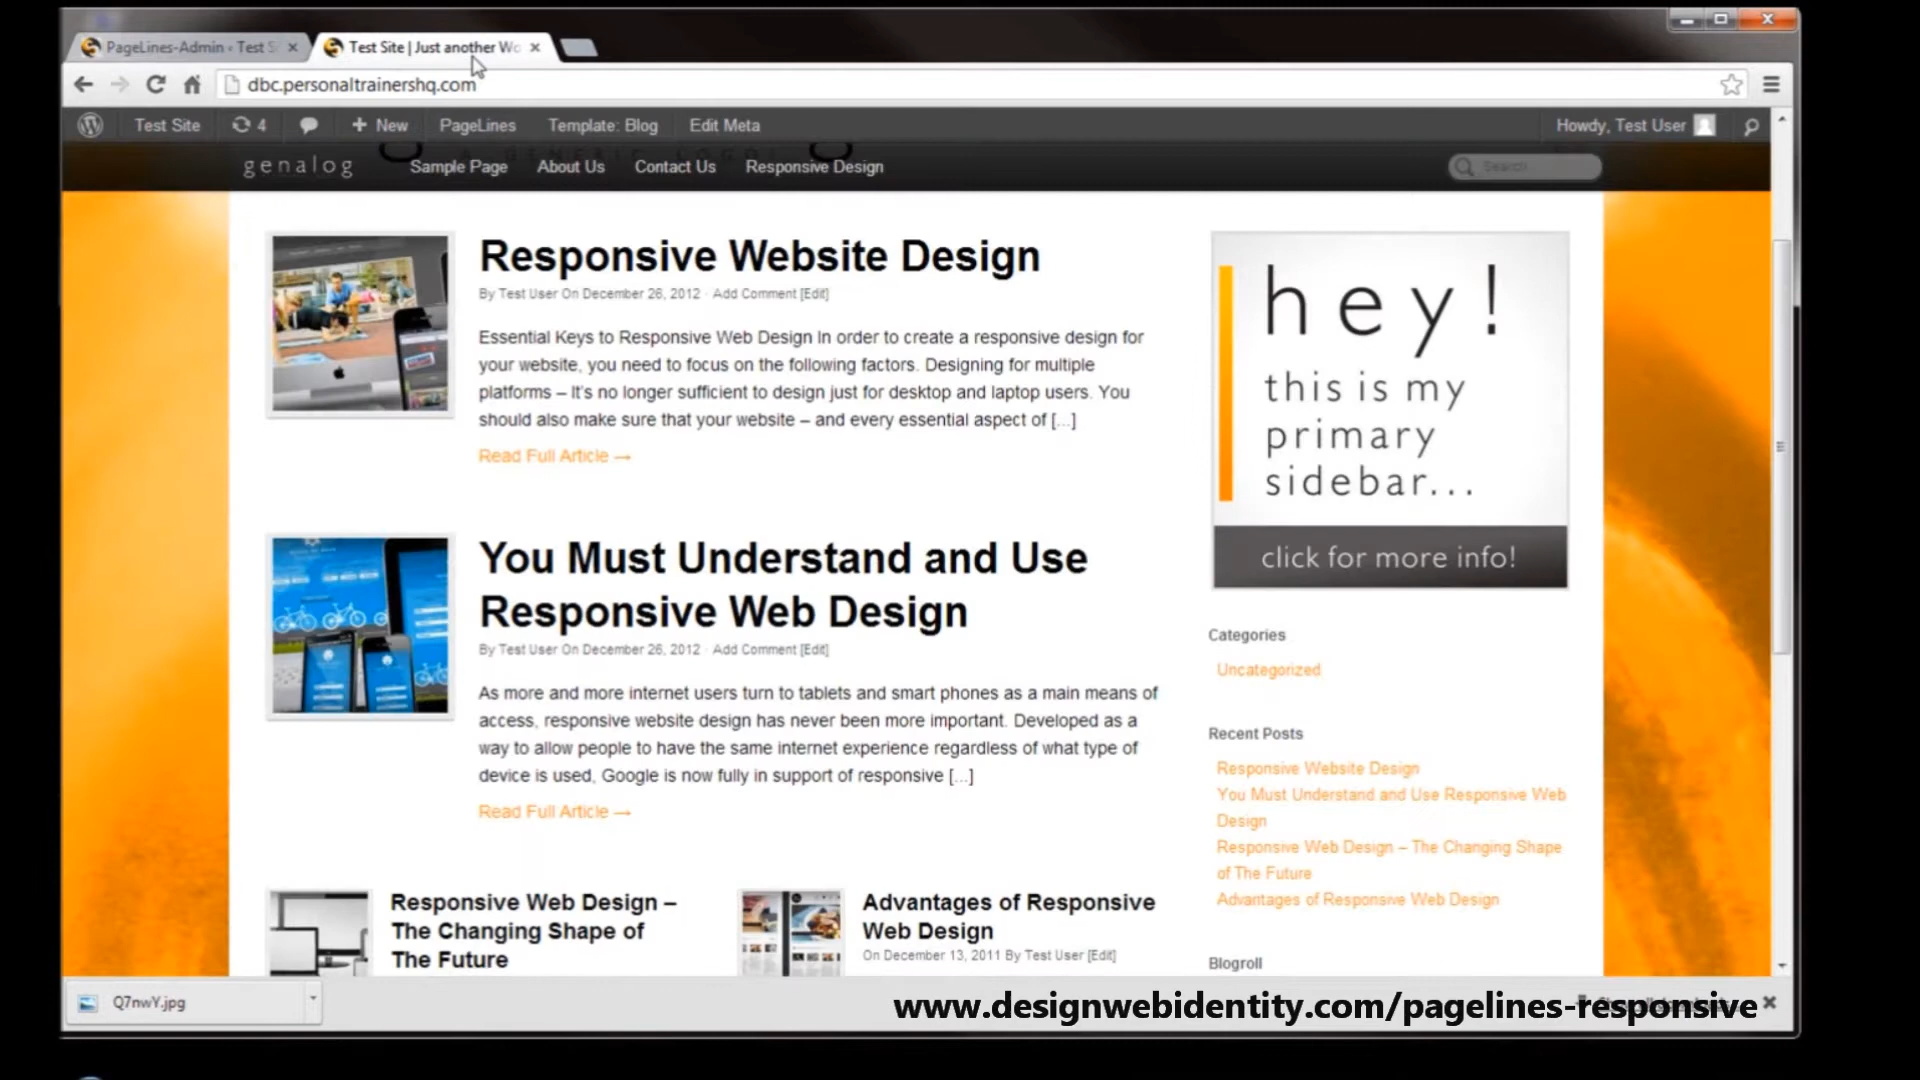 PageLines-Admin ‹ Test S
Test Site | Just another Wo
dbc.personaltrainershq.com
Test Site
4
New
PageLines
Template: Blog
Edit Meta
Howdy, Test User
genalog
Sample Page
About Us
Contact Us
Responsive Design
Search
Responsive Website Design
By Test User On December 26, 2012 · Add Comment [Edit]
Essential Keys to Responsive Web Design In order to create a responsive design for
your website, you need to focus on the following factors. Designing for multiple
platforms – It's no longer sufficient to design just for desktop and laptop users. You
should also make sure that your website – and every essential aspect of [...]
Read Full Article →
You Must Understand and Use
Responsive Web Design
By Test User On December 26, 2012 · Add Comment [Edit]
As more and more internet users turn to tablets and smart phones as a main means of
access, responsive website design has never been more important. Developed as a
way to allow people to have the same internet experience regardless of what type of
device is used, Google is now fully in support of responsive [...]
Read Full Article →
Responsive Web Design –
The Changing Shape of
The Future
Advantages of Responsive
Web Design
On December 13, 2011 By Test User [Edit]
hey!
this is my
primary
sidebar...
click for more info!
Categories
Uncategorized
Recent Posts
Responsive Website Design
You Must Understand and Use Responsive Web
Design
Responsive Web Design – The Changing Shape
of The Future
Advantages of Responsive Web Design
Blogroll
Q7nwY.jpg
www.designwebidentity.com/pagelines-responsive